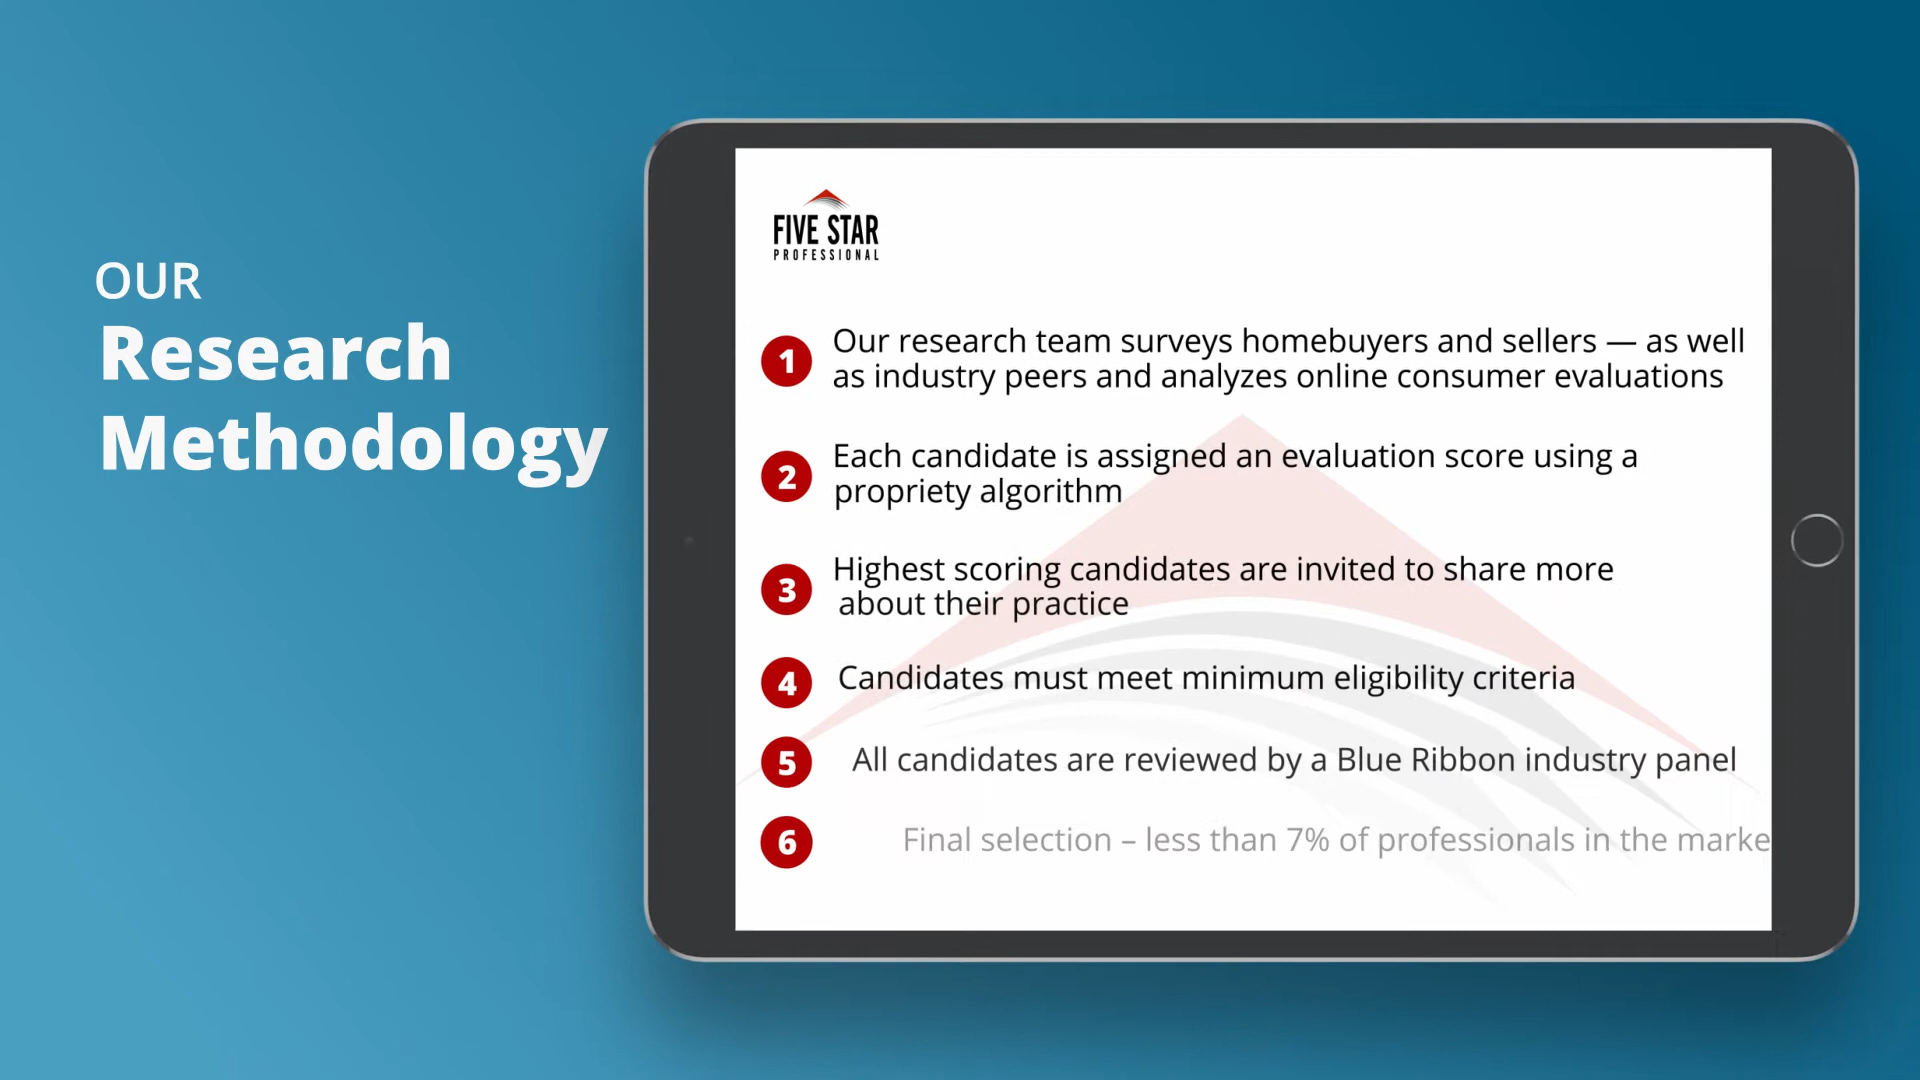 OUR
Research
Methodology
FIVE STAR
PROFESSIONAL
1 Our research team surveys homebuyers and sellers — as well
as industry peers and analyzes online consumer evaluations
2 Each candidate is assigned an evaluation score using a
propriety algorithm
3 Highest scoring candidates are invited to share more
about their practice
4 Candidates must meet minimum eligibility criteria
5 All candidates are reviewed by a Blue Ribbon industry panel
6 Final selection – less than 7% of professionals in the marke